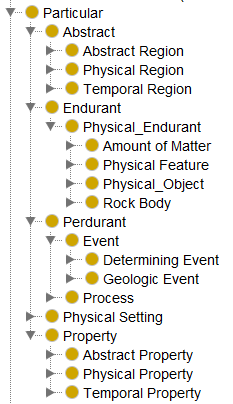 Particular
Abstract
Abstract Region
Physical Region
Temporal Region
Endurant
Physical_Endurant
Amount of Matter
Physical Feature
Physical_Object
Rock Body
Perdurant
Event
Determining Event
Geologic Event
Process
Physical Setting
Property
Abstract Property
Physical Property
Temporal Property